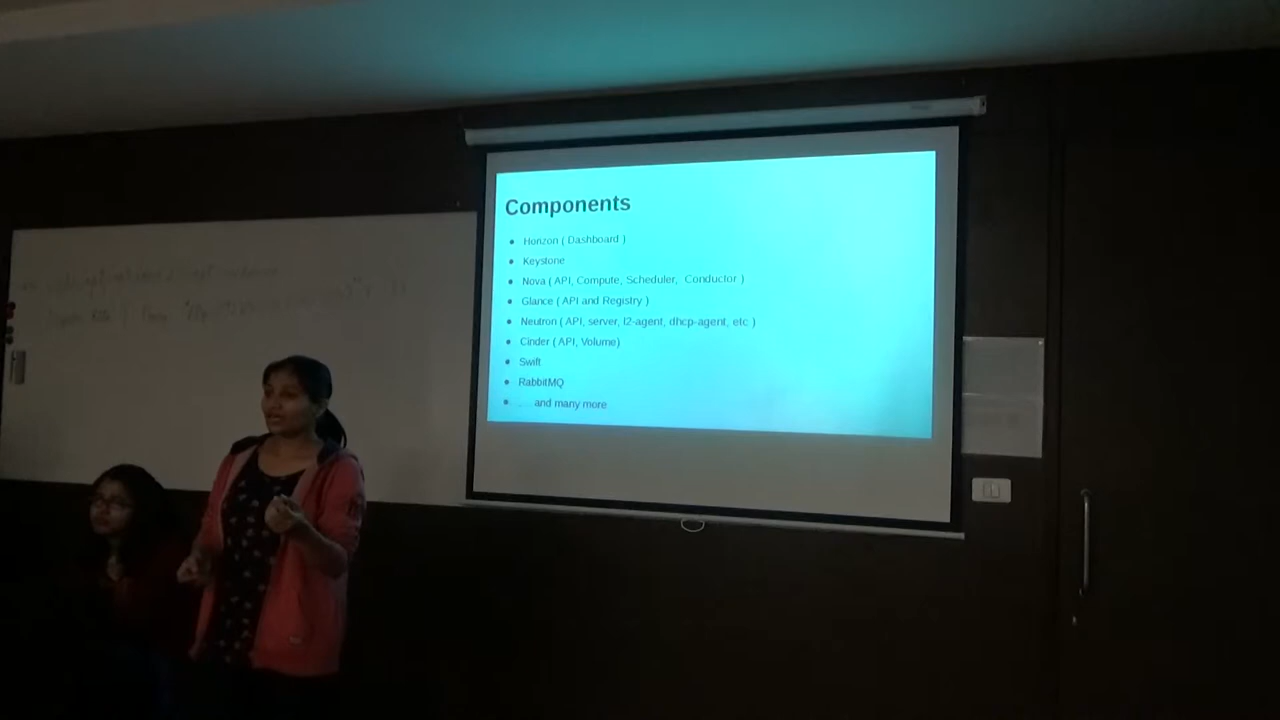 Components
● Horizon ( Dashboard )
● Keystone
● Nova ( API, Compute, Scheduler, Conductor )
● Glance ( API and Registry )
● Neutron ( API, server, l2-agent, dhcp-agent, etc )
● Cinder ( API, Volume)
● Swift
● RabbitMQ
● ..... and many more